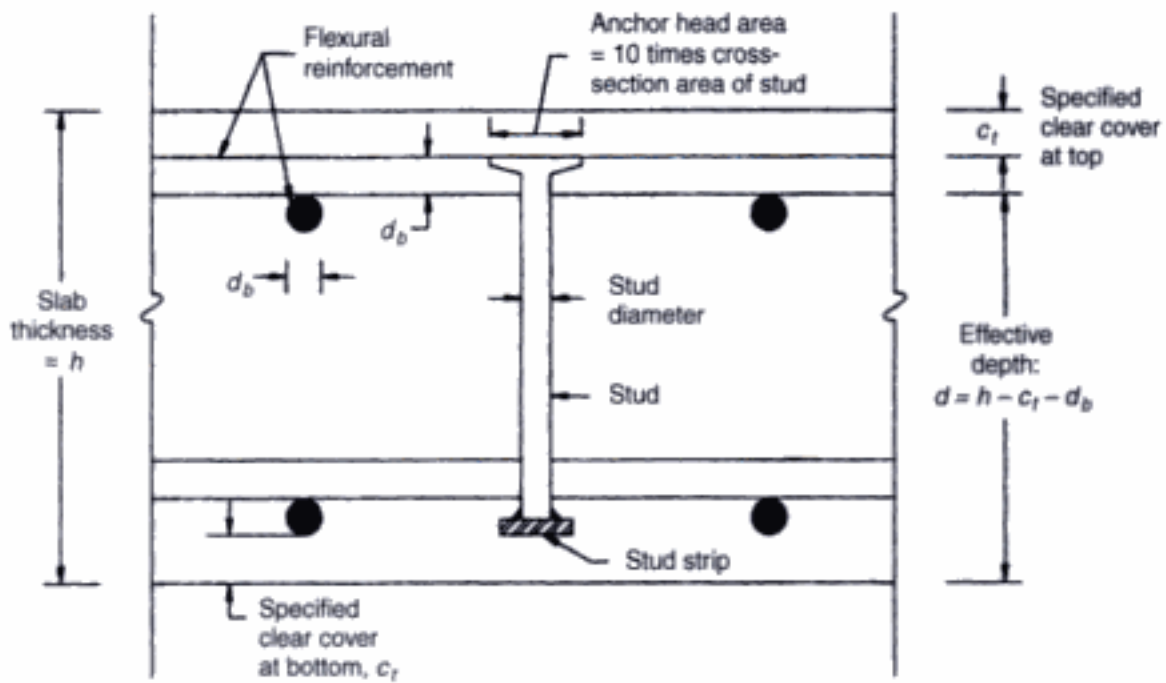 Flexural
reinforcement
Anchor head area
= 10 times cross-
section area of stud
Specified
clear cover
at top
c_t
d_b
d_b
Slab
thickness
= h
Stud
diameter
Stud
Effective
depth:
d = h – c_t – d_b
Stud strip
Specified
clear cover
at bottom, c_t